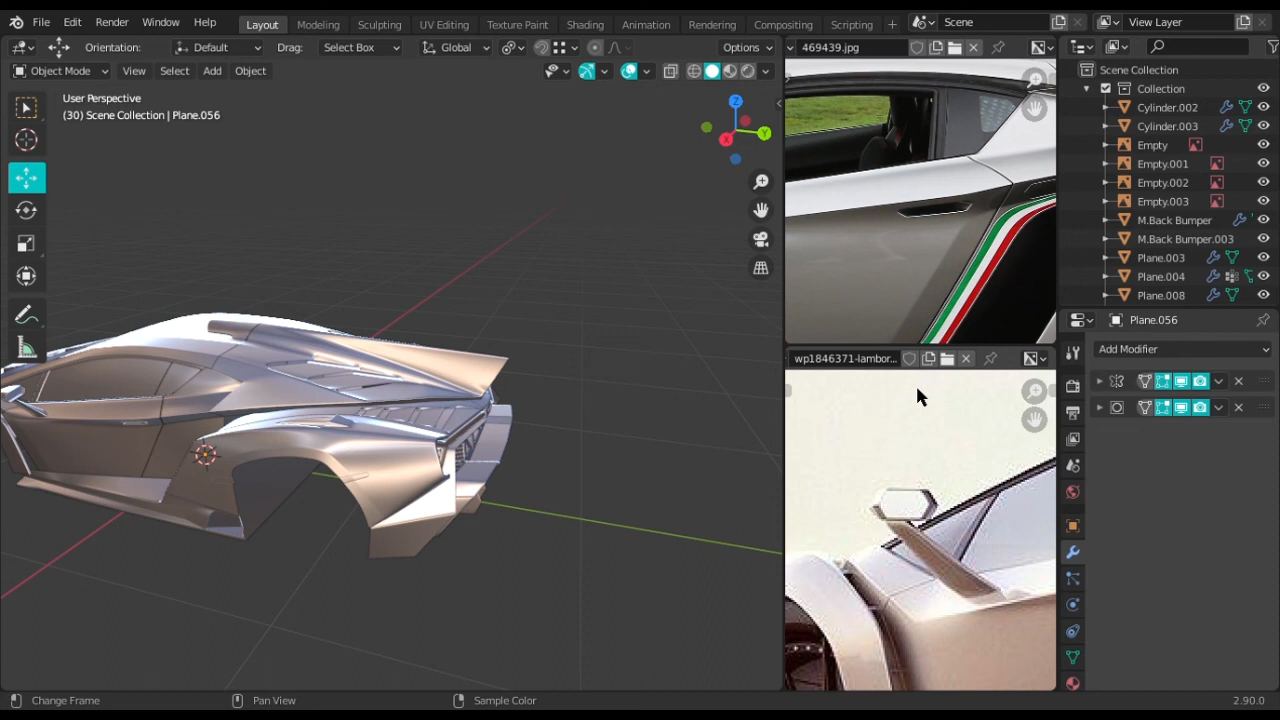 File Edit Render Window Help Layout Modeling Sculpting UV Editing Texture Paint Shading Animation Rendering Compositing Scripting + Scene View Layer
Orientation: Default Drag: Select Box Global Options
469439.jpg
Object Mode View Select Add Object
User Perspective
(30) Scene Collection | Plane.056
Z
Y
X
wp1846371-lambor...
Scene Collection
Collection
Cylinder.002
Cylinder.003
Empty
Empty.001
Empty.002
Empty.003
M.Back Bumper
M.Back Bumper.003
Plane.003
Plane.004
Plane.008
Plane.056
Add Modifier
Change Frame Pan View Sample Color 2.90.0